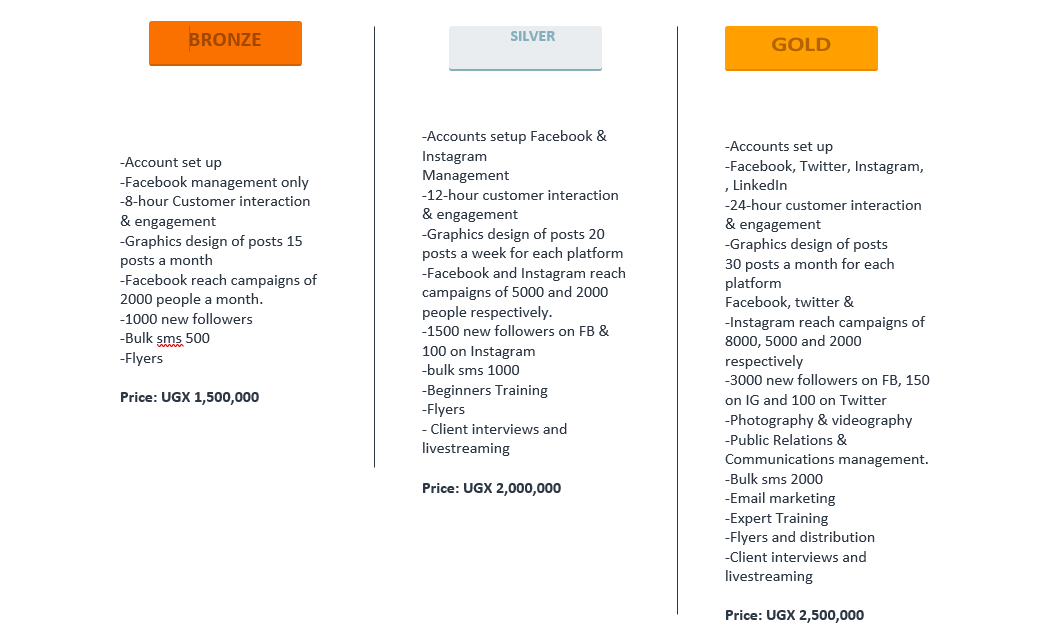 BRONZE
-Account set up
-Facebook management only
-8-hour Customer interaction
& engagement
-Graphics design of posts 15
posts a month
-Facebook reach campaigns of
2000 people a month.
-1000 new followers
-Bulk sms 500
-Flyers
Price: UGX 1,500,000
SILVER
-Accounts setup Facebook &
Instagram
Management
-12-hour customer interaction
& engagement
-Graphics design of posts 20
posts a week for each platform
-Facebook and Instagram reach
campaigns of 5000 and 2000
people respectively.
-1500 new followers on FB &
100 on Instagram
-bulk sms 1000
-Beginners Training
-Flyers
- Client interviews and
livestreaming
Price: UGX 2,000,000
GOLD
-Accounts set up
-Facebook, Twitter, Instagram,
, LinkedIn
-24-hour customer interaction
& engagement
-Graphics design of posts
30 posts a month for each
platform
Facebook, twitter &
-Instagram reach campaigns of
8000, 5000 and 2000
respectively
-3000 new followers on FB, 150
on IG and 100 on Twitter
-Photography & videography
-Public Relations &
Communications management.
-Bulk sms 2000
-Email marketing
-Expert Training
-Flyers and distribution
-Client interviews and
livestreaming
Price: UGX 2,500,000